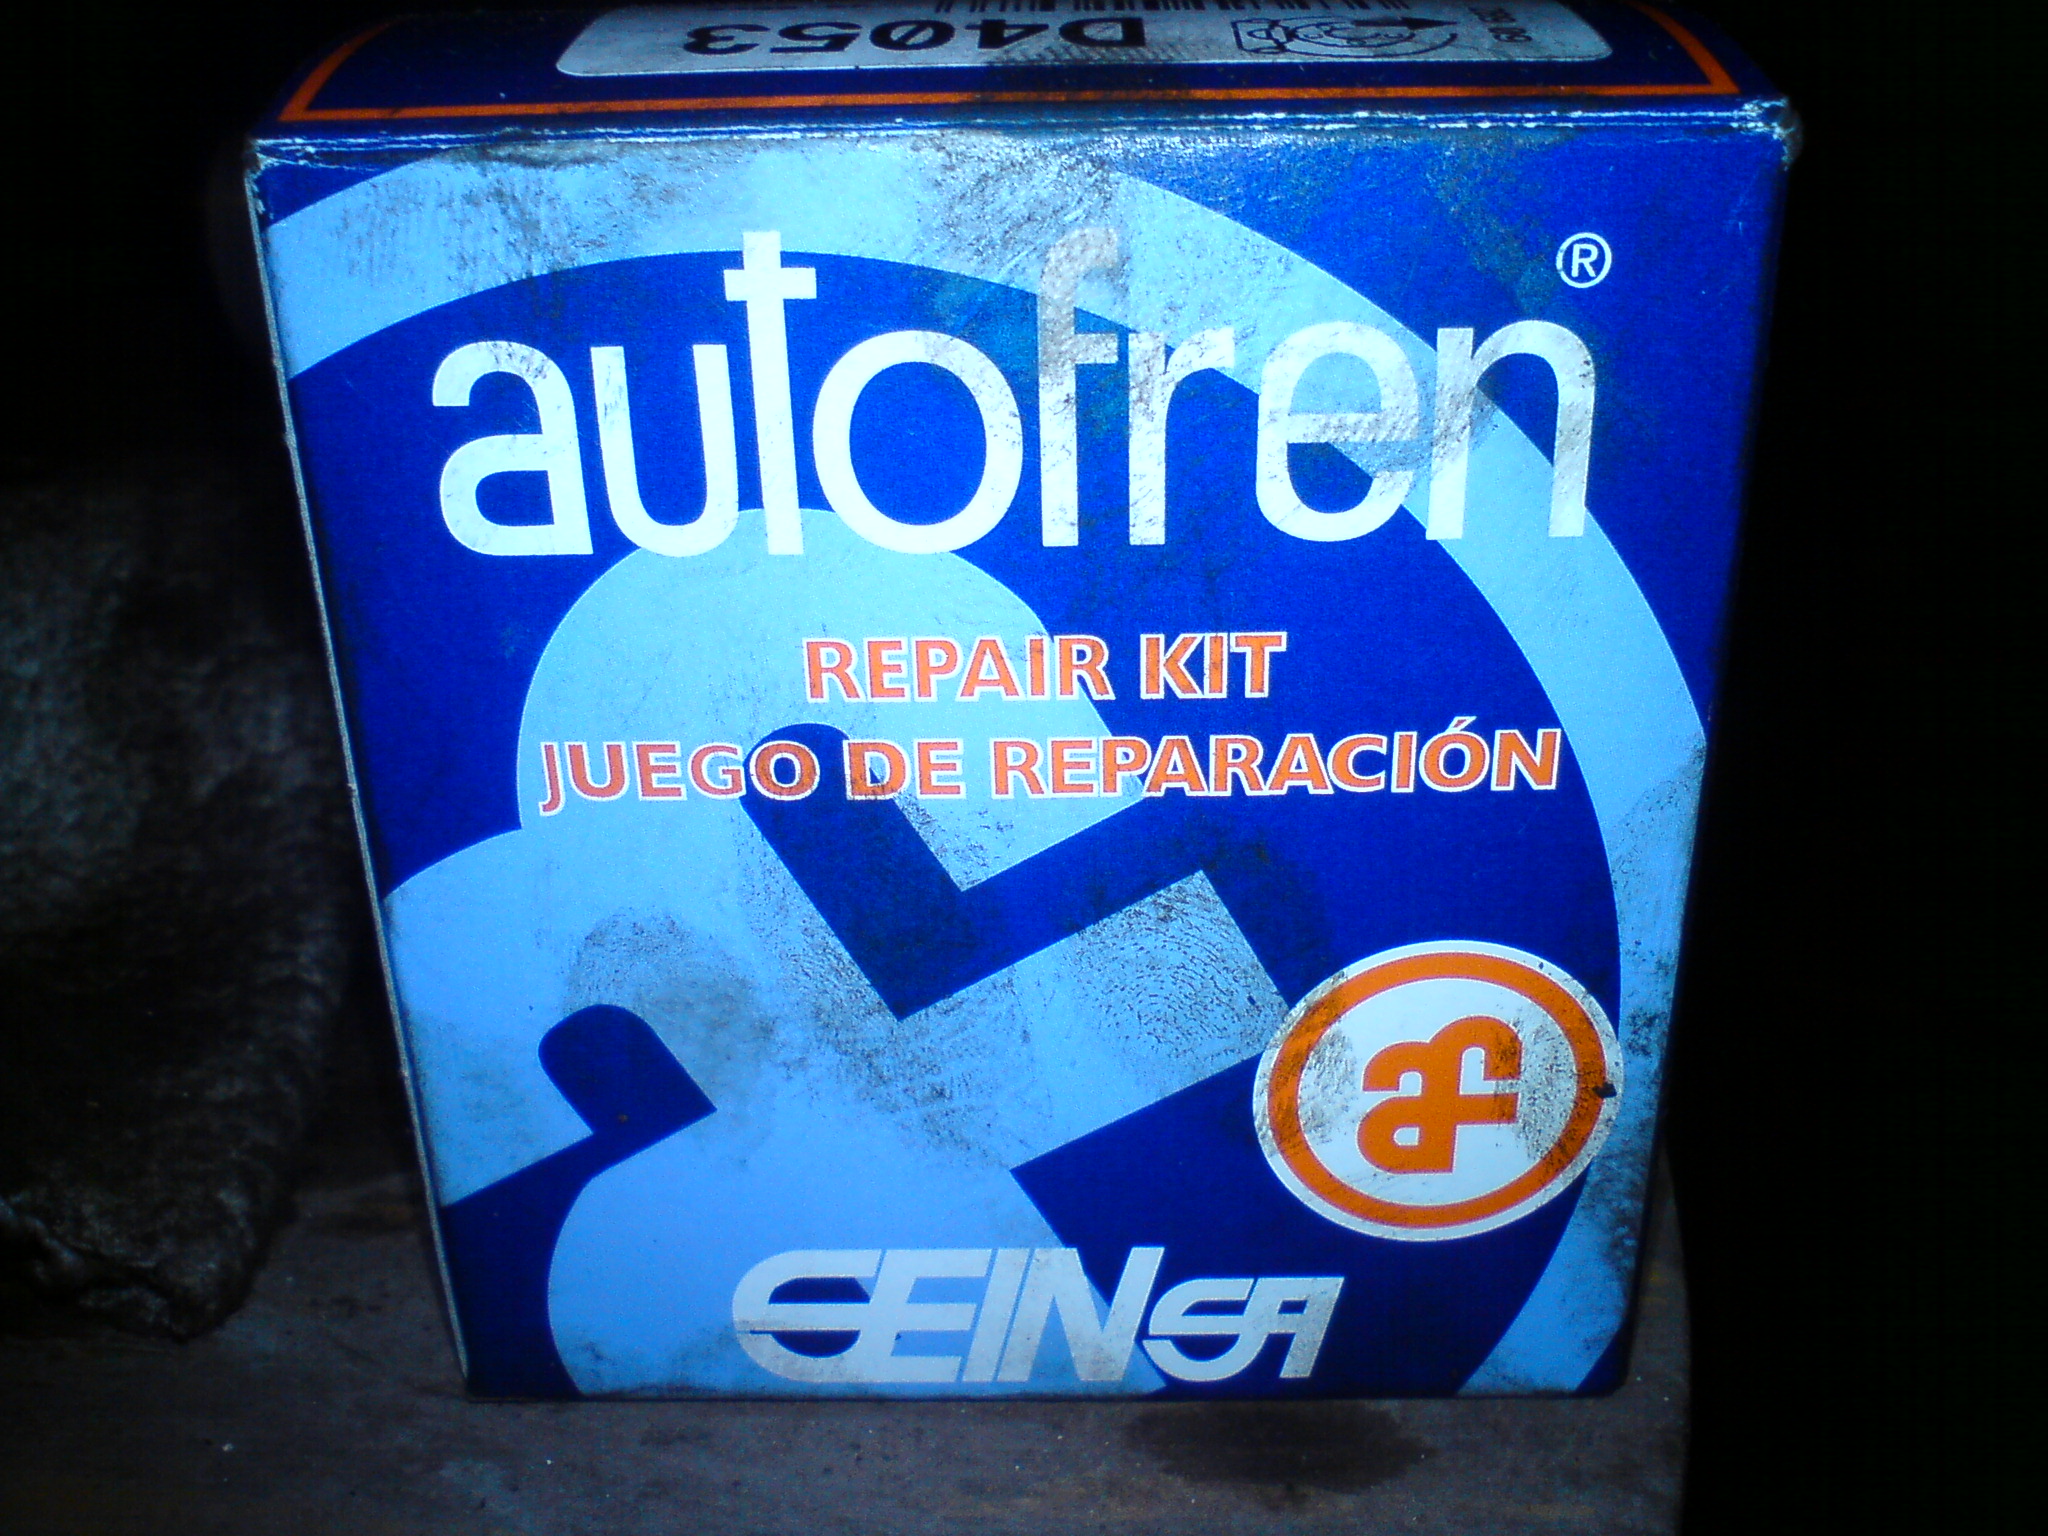 D4053
autofren ®
REPAIR KIT
JUEGO DE REPARACIÓN
af
SEINSA